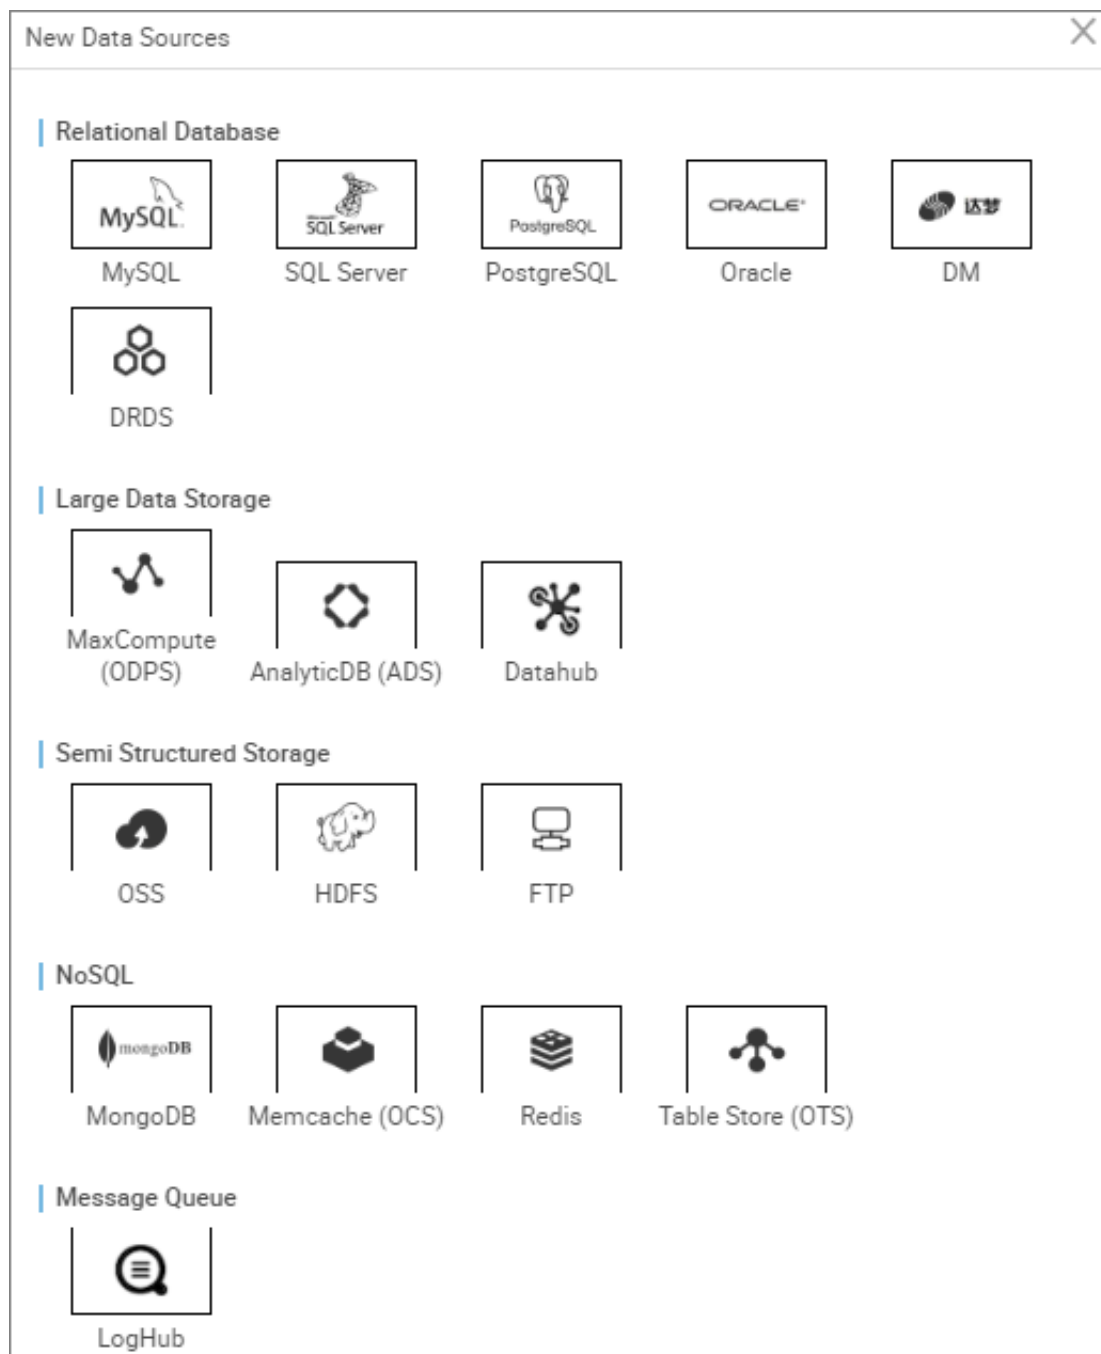 New Data Sources
Relational Database
MySQL.
Microsoft
SQL Server
PostgreSQL
ORACLE
达梦
MySQL
SQL Server
PostgreSQL
Oracle
DM
DRDS
Large Data Storage
MaxCompute
(ODPS)
AnalyticDB (ADS)
Datahub
Semi Structured Storage
OSS
HDFS
FTP
NoSQL
mongoDB
MongoDB
Memcache (OCS)
Redis
Table Store (OTS)
Message Queue
LogHub